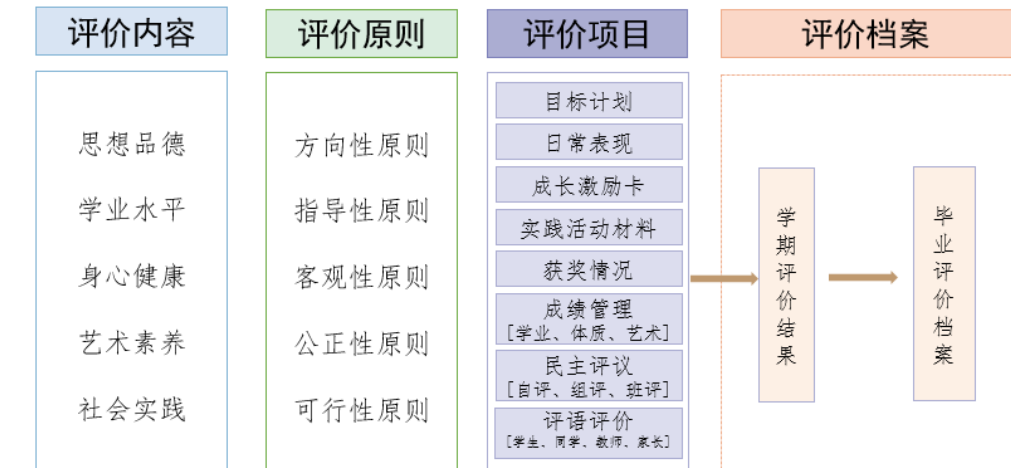 评价内容
思想品德
学业水平
身心健康
艺术素养
社会实践
评价原则
方向性原则
指导性原则
客观性原则
公正性原则
可行性原则
评价项目
目标计划
日常表现
成长激励卡
实践活动材料
获奖情况
成绩管理
[学业、体质、艺术]
民主评议
[自评、组评、班评]
评语评价
[学生、同学、教师、家长]
评价档案
学期评价结果
毕业评价档案